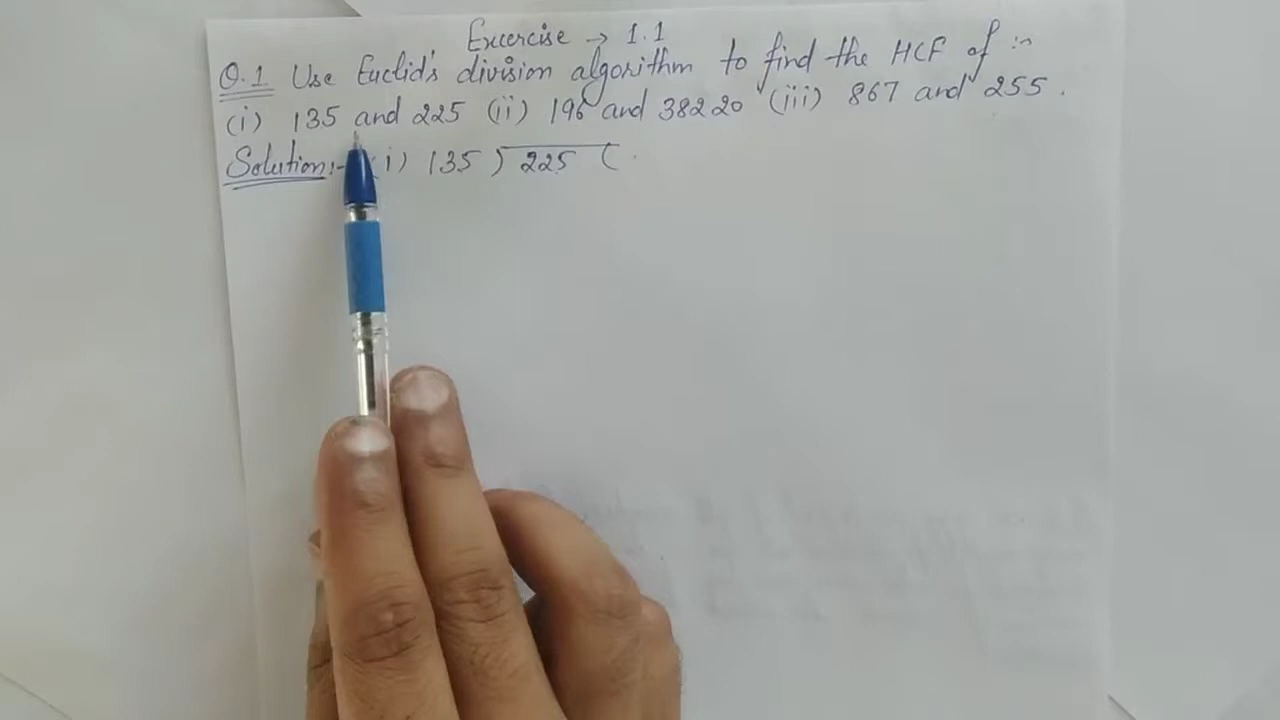 Excercise → 1.1
Q.1 Use Euclid's division algorithm to find the HCF of :-
(i) 135 and 225 (ii) 196 and 38220 (iii) 867 and 255.
Solution:- (i) 135 ) 225 (